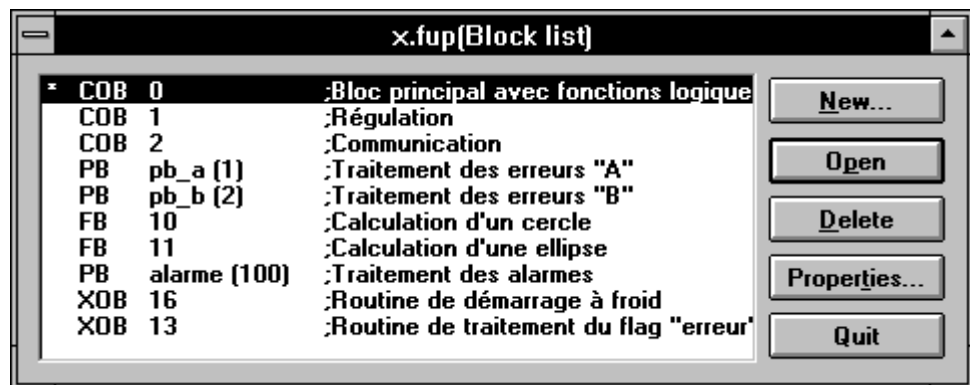 x.fup(Block list)
* COB 0 ;Bloc principal avec fonctions logique
COB 1 ;Régulation
COB 2 ;Communication
PB pb_a (1) ;Traitement des erreurs "A"
PB pb_b (2) ;Traitement des erreurs "B"
FB 10 ;Calculation d'un cercle
FB 11 ;Calculation d'une ellipse
PB alarme (100) ;Traitement des alarmes
XOB 16 ;Routine de démarrage à froid
XOB 13 ;Routine de traitement du flag "erreur"
New...
Open
Delete
Properties...
Quit